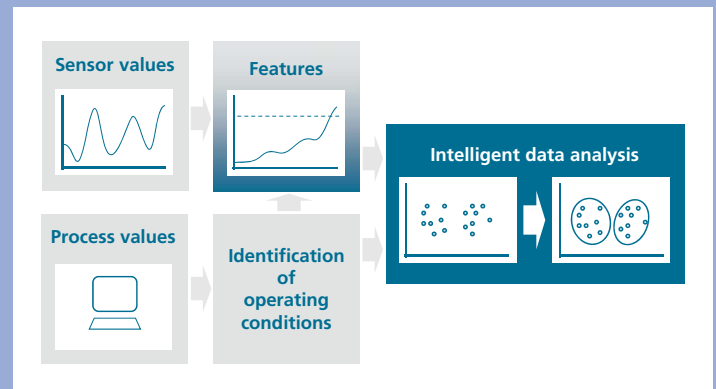 Sensor values
Features
Intelligent data analysis
Process values
Identification
of
operating
conditions